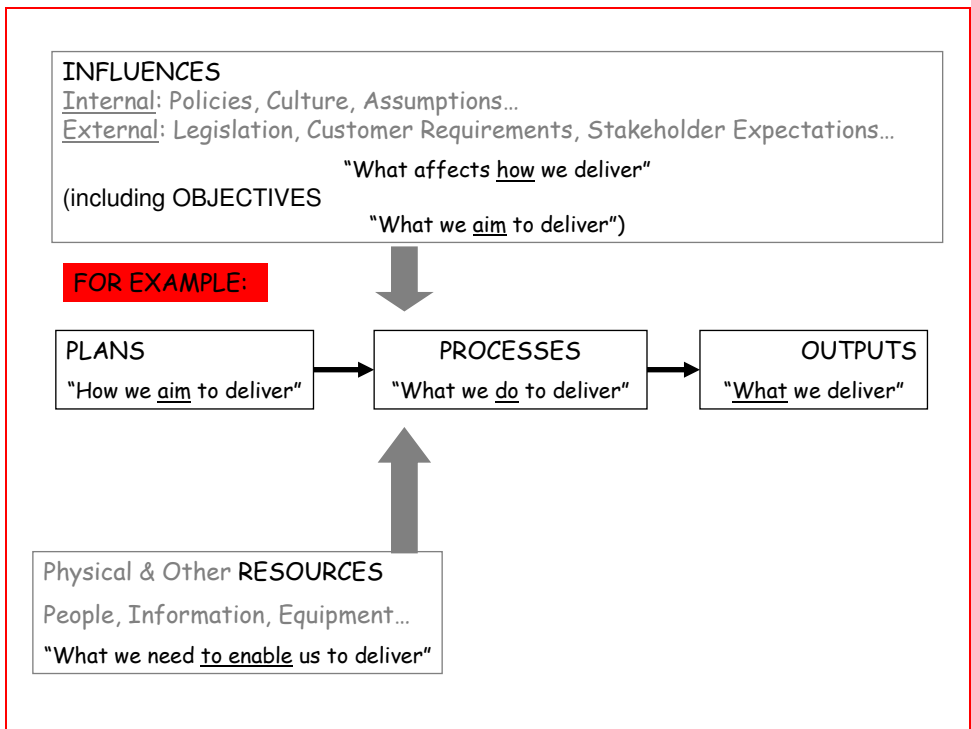 INFLUENCES
Internal: Policies, Culture, Assumptions…
External: Legislation, Customer Requirements, Stakeholder Expectations…
“What affects how we deliver”
(including OBJECTIVES
“What we aim to deliver”)
FOR EXAMPLE:
PLANS
“How we aim to deliver”
PROCESSES
“What we do to deliver”
OUTPUTS
“What we deliver”
Physical & Other RESOURCES
People, Information, Equipment…
“What we need to enable us to deliver”